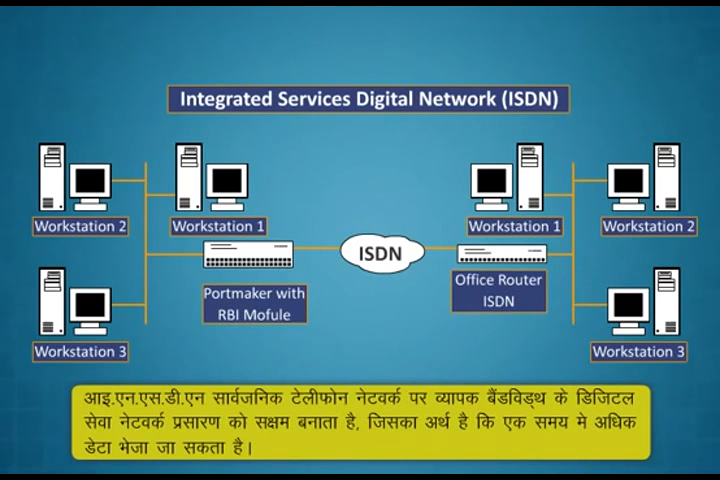 Integrated Services Digital Network (ISDN)
Workstation 2
Workstation 1
Workstation 1
Workstation 2
ISDN
Portmaker with
RBI Mofule
Office Router
ISDN
Workstation 3
Workstation 3
आइ.एन.एस.डी.एन सार्वजनिक टेलीफोन नेटवर्क पर व्यापक बैंडविड्थ के डिजिटल
सेवा नेटवर्क प्रसारण को सक्षम बनाता है, जिसका अर्थ है कि एक समय मे अधिक
डेटा भेजा जा सकता है।